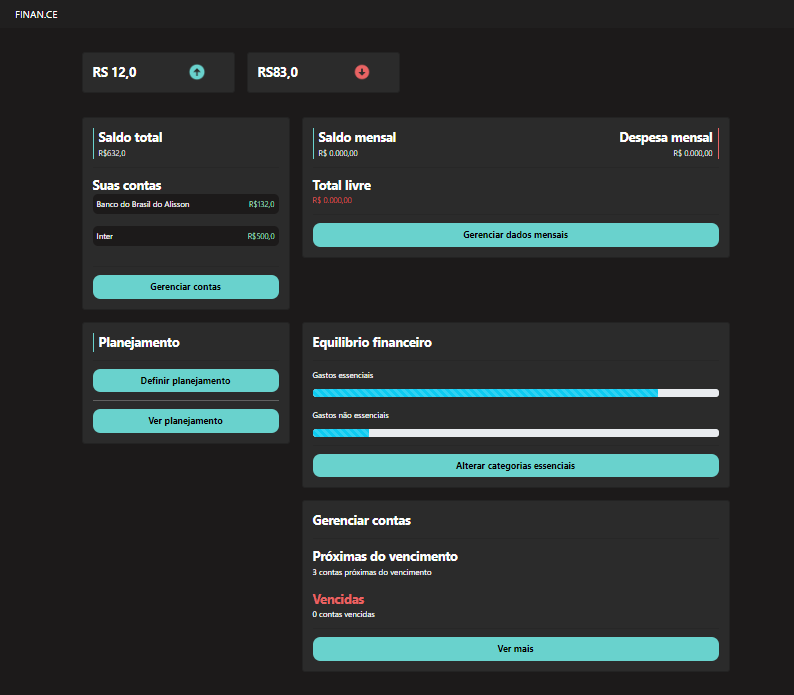 FINAN.CE
RS 12,0
RS83,0
Saldo total
R$632,0
Suas contas
Banco do Brasil do Alisson R$132,0
Inter R$500,0
Gerenciar contas
Saldo mensal
R$ 0.000,00
Despesa mensal
R$ 0.000,00
Total livre
R$ 0.000,00
Gerenciar dados mensais
Planejamento
Definir planejamento
Ver planejamento
Equilibrio financeiro
Gastos essenciais
Gastos não essenciais
Alterar categorias essenciais
Gerenciar contas
Próximas do vencimento
3 contas próximas do vencimento
Vencidas
0 contas vencidas
Ver mais